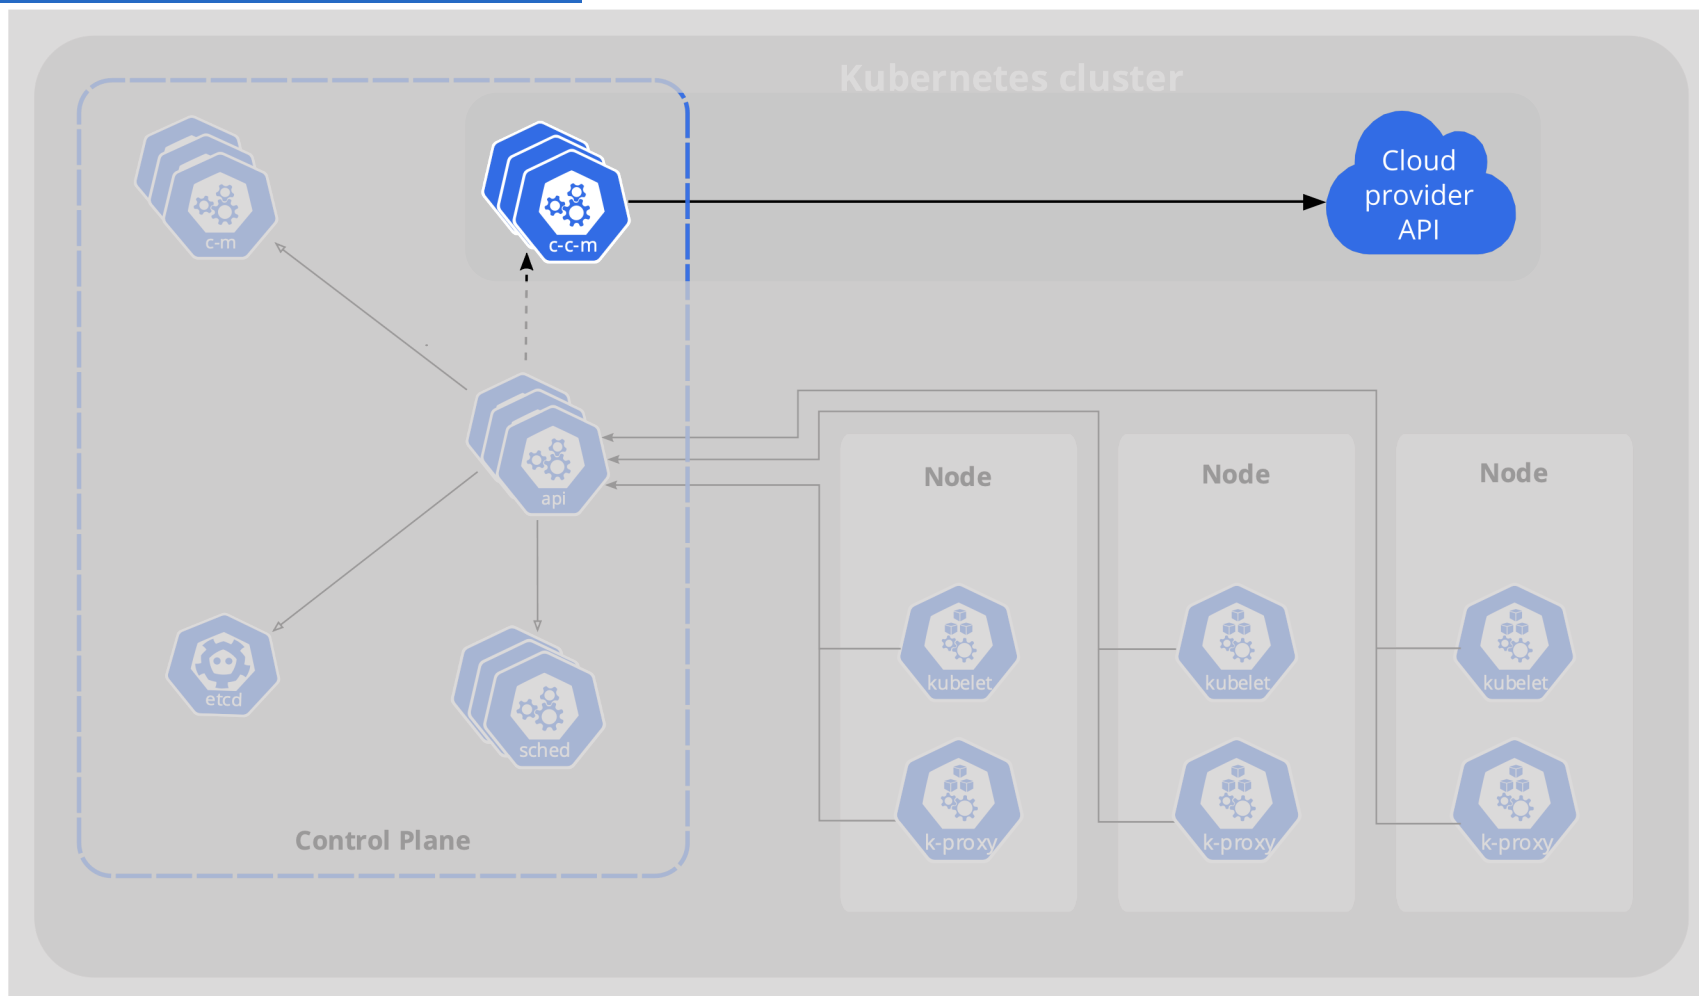 Kubernetes cluster
c-m
c-c-m
Cloud
provider
API
api
Node
Node
Node
etcd
sched
kubelet
kubelet
kubelet
k-proxy
k-proxy
k-proxy
Control Plane